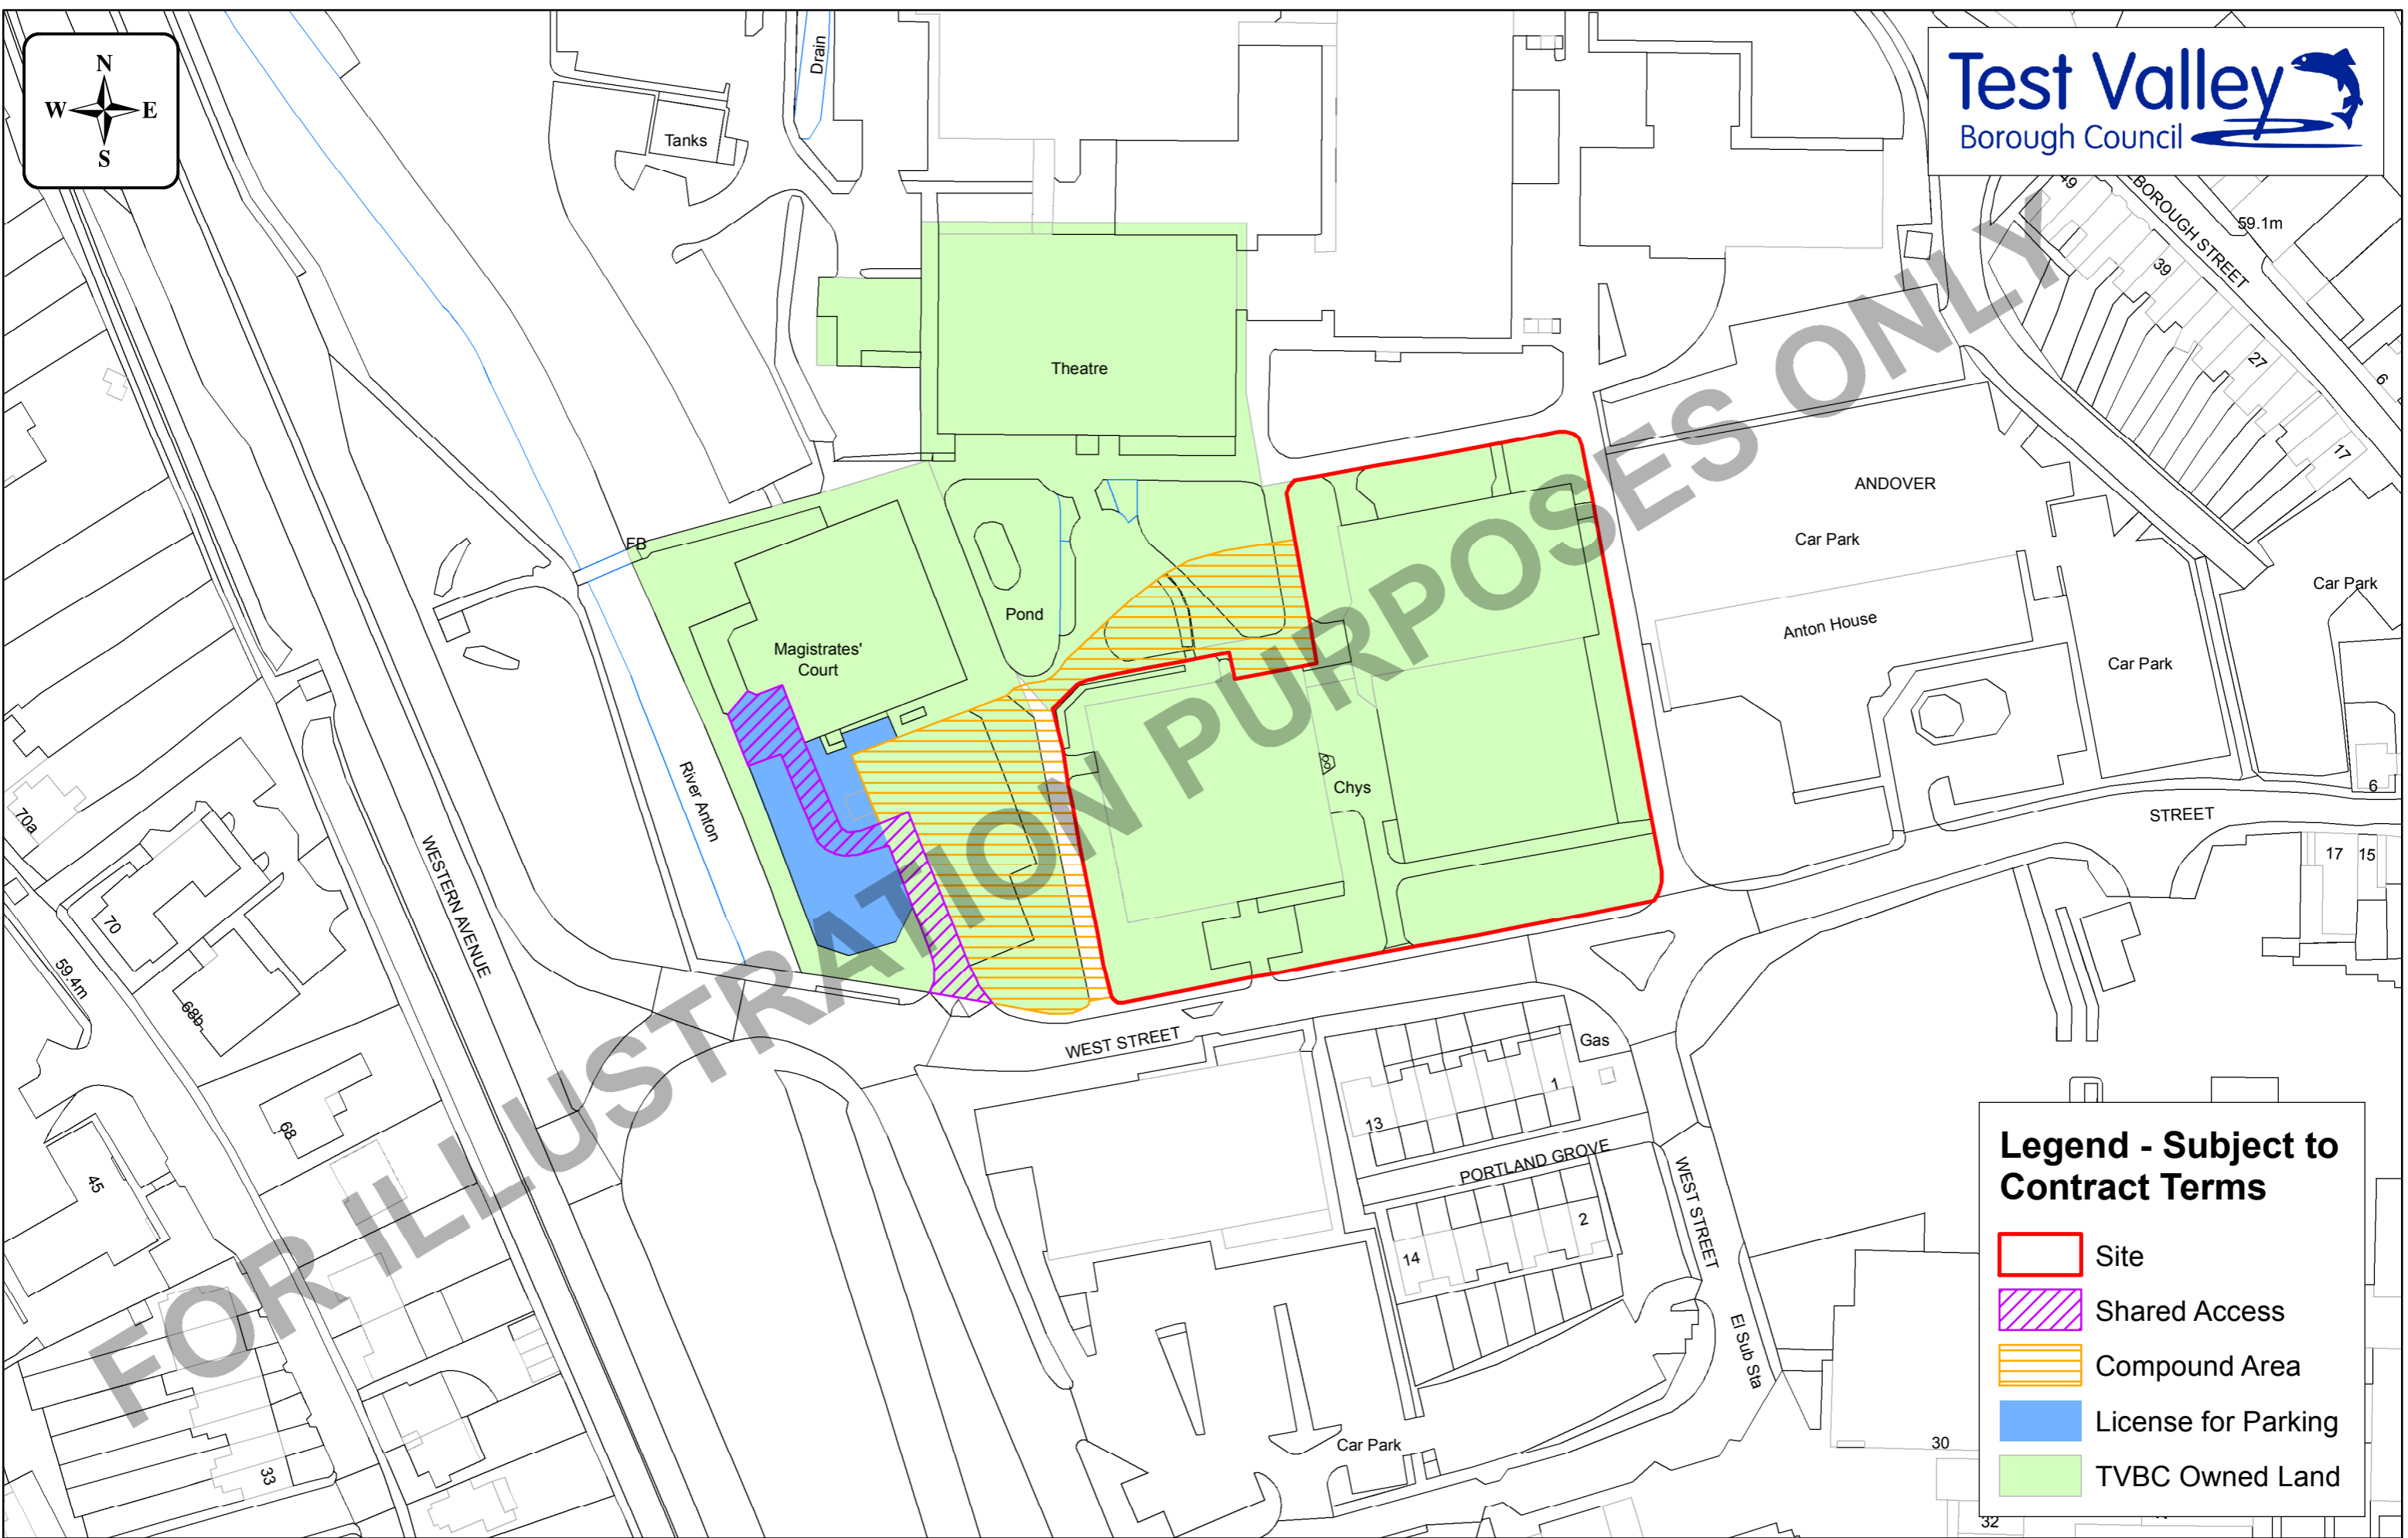 N
W E
S
Drain
Tanks
Test Valley
Borough Council
49
59.1m
39
27
6
17
Theatre
ANDOVER
Car Park
Car Park
FB
Pond
Anton House
Magistrates'
Court
Car Park
River Anton
Chys
6
STREET
70a
WESTERN AVENUE
17 15
70
59.4m
68b
WEST STREET
Gas
1
13
68
PORTLAND GROVE
45
WEST STREET
2
14
El Sub Sta
Car Park
30
33
32
FOR ILLUSTRATION PURPOSES ONLY
Legend - Subject to
Contract Terms
Site
Shared Access
Compound Area
License for Parking
TVBC Owned Land